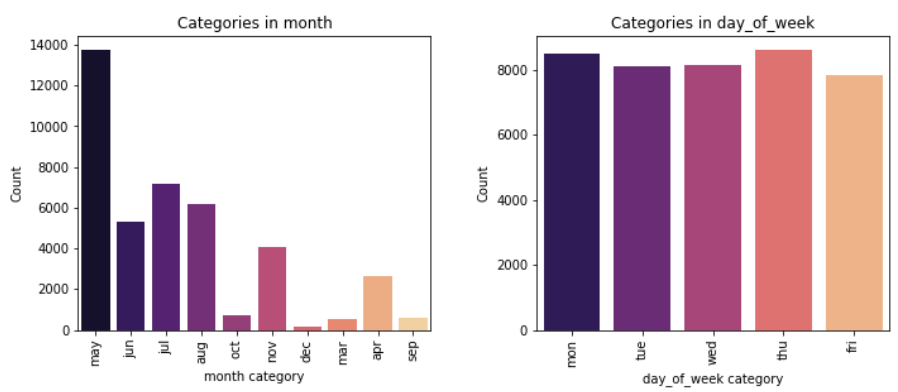 Categories in month
14000
12000
10000
8000
6000
4000
2000
0
Count
may jun jul aug oct nov dec mar apr sep
month category
Categories in day_of_week
8000
6000
4000
2000
0
Count
mon tue wed thu fri
day_of_week category